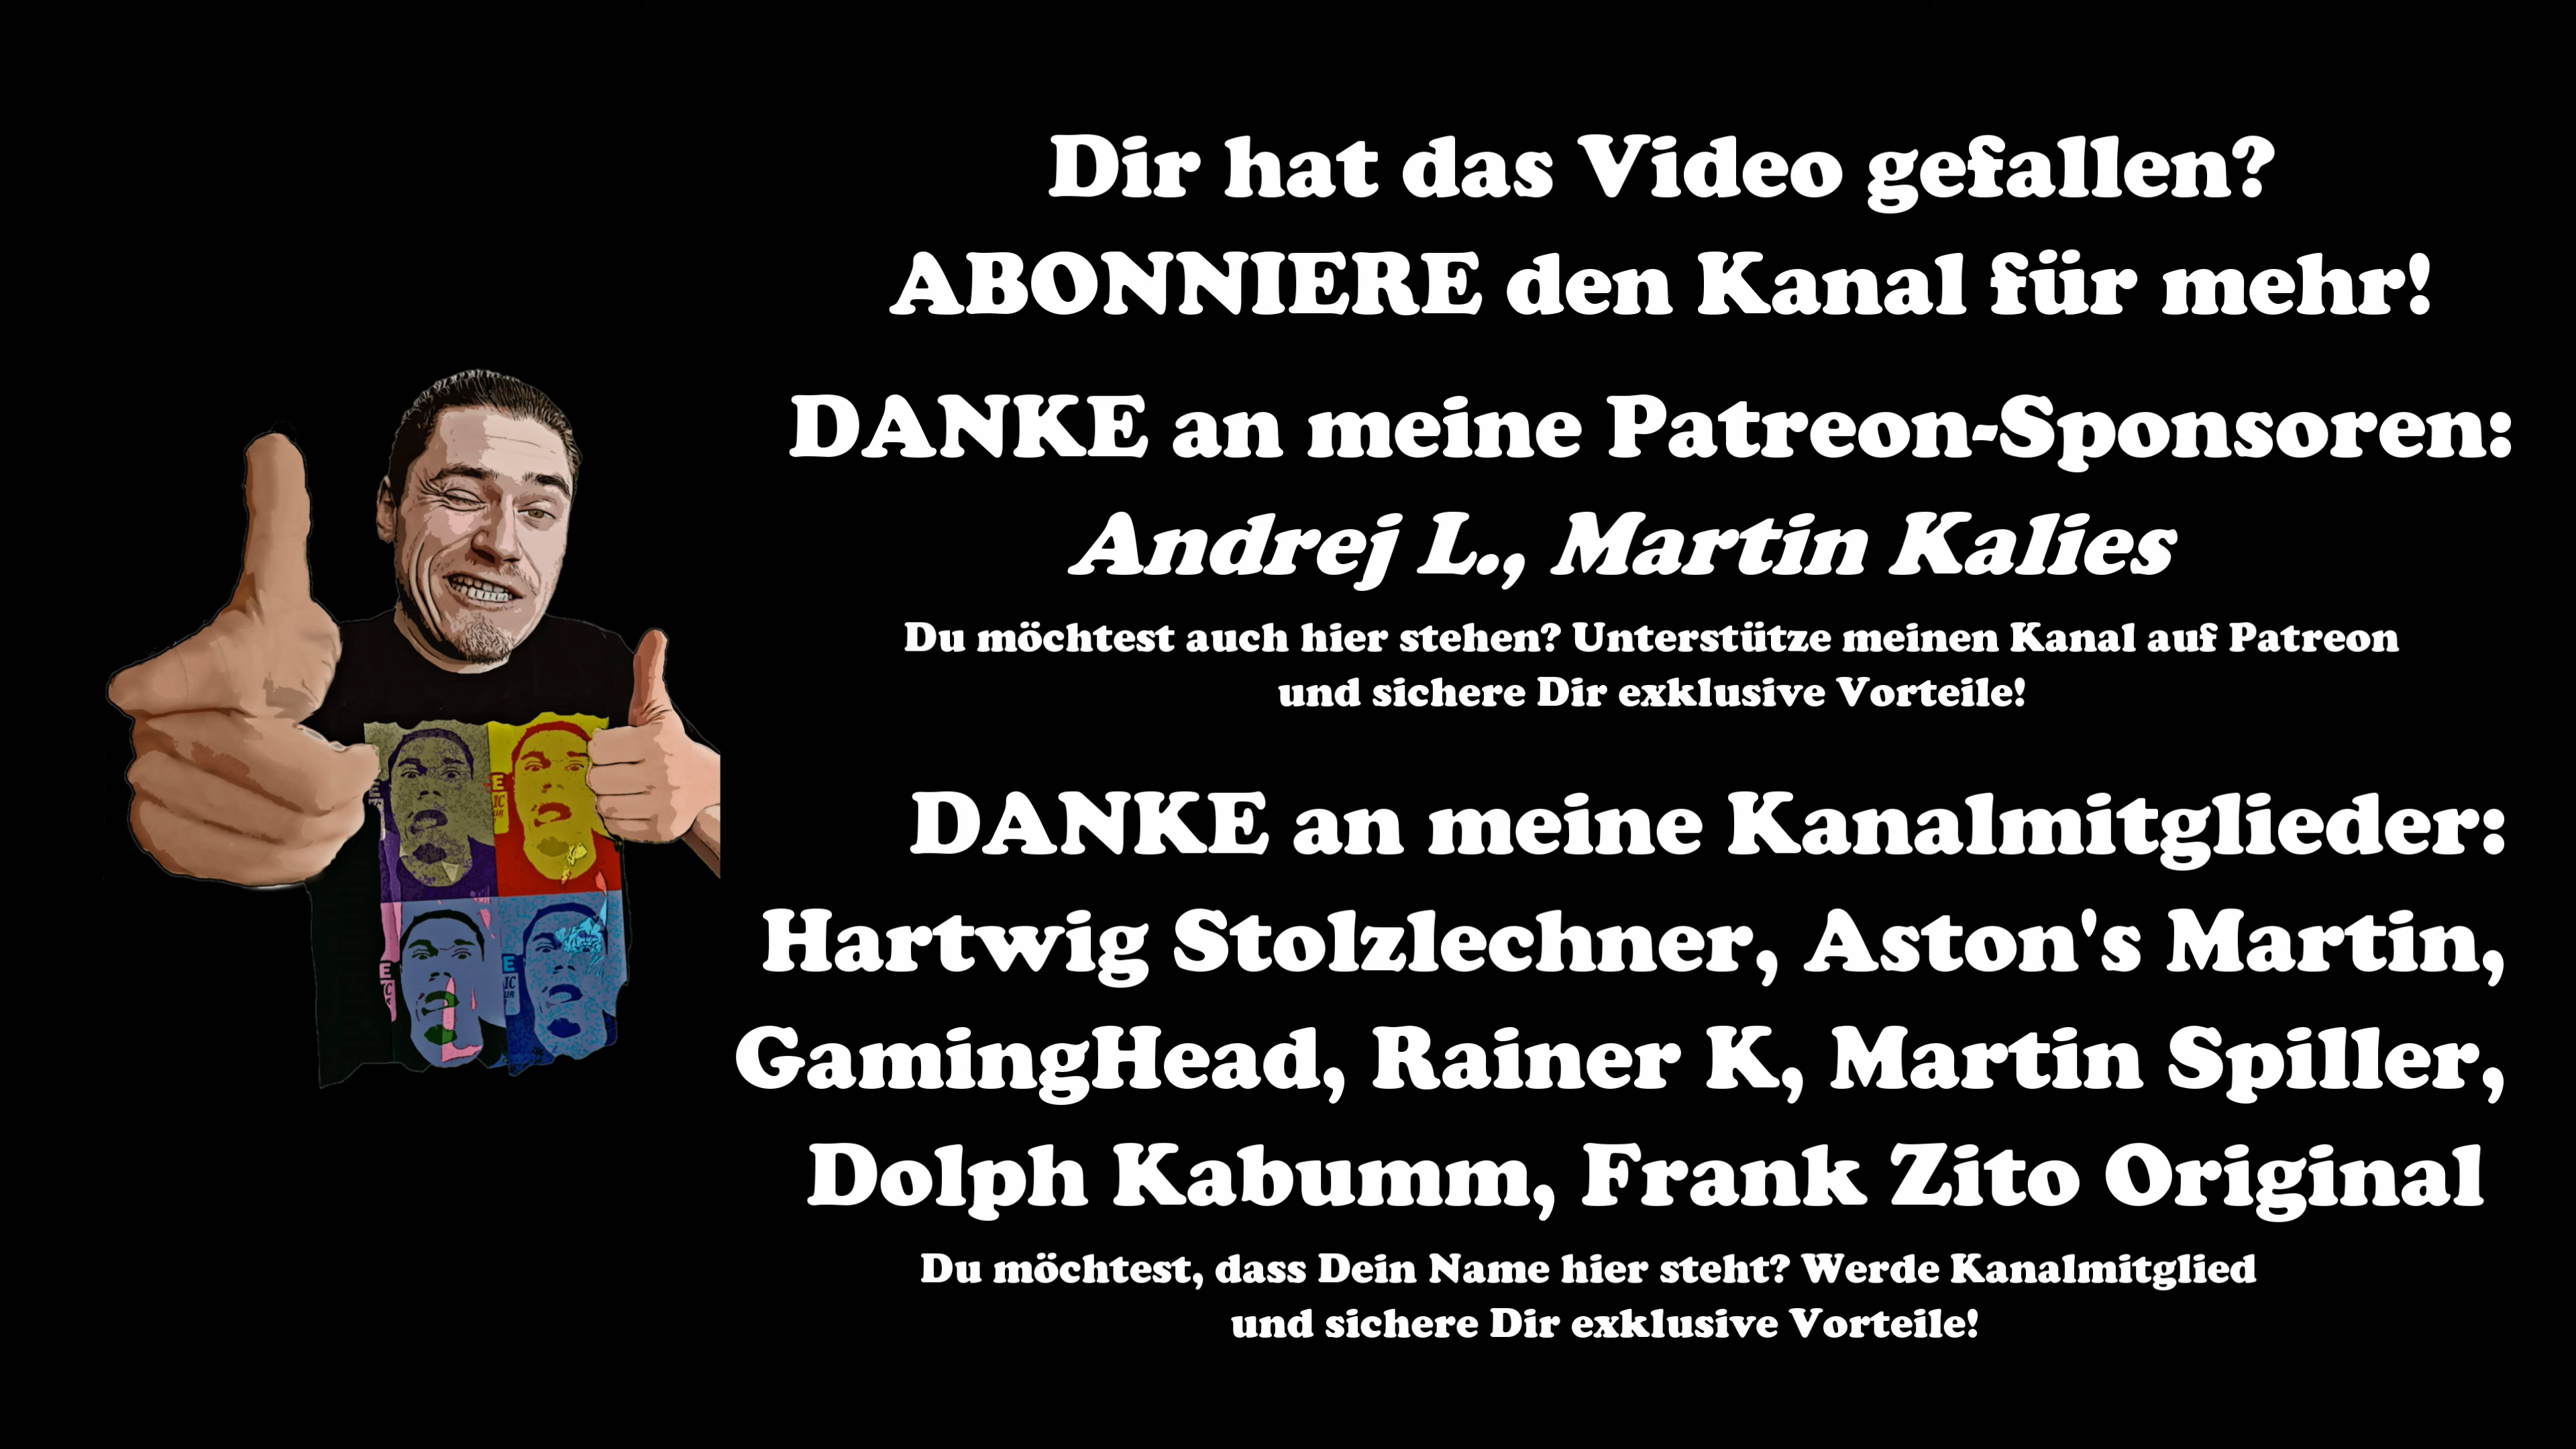 Dir hat das Video gefallen?
ABONNIERE den Kanal für mehr!
DANKE an meine Patreon-Sponsoren:
Andrej L., Martin Kalies
Du möchtest auch hier stehen? Unterstütze meinen Kanal auf Patreon
und sichere Dir exklusive Vorteile!
DANKE an meine Kanalmitglieder:
Hartwig Stolzlechner, Aston's Martin,
GamingHead, Rainer K, Martin Spiller,
Dolph Kabumm, Frank Zito Original
Du möchtest, dass Dein Name hier steht? Werde Kanalmitglied
und sichere Dir exklusive Vorteile!